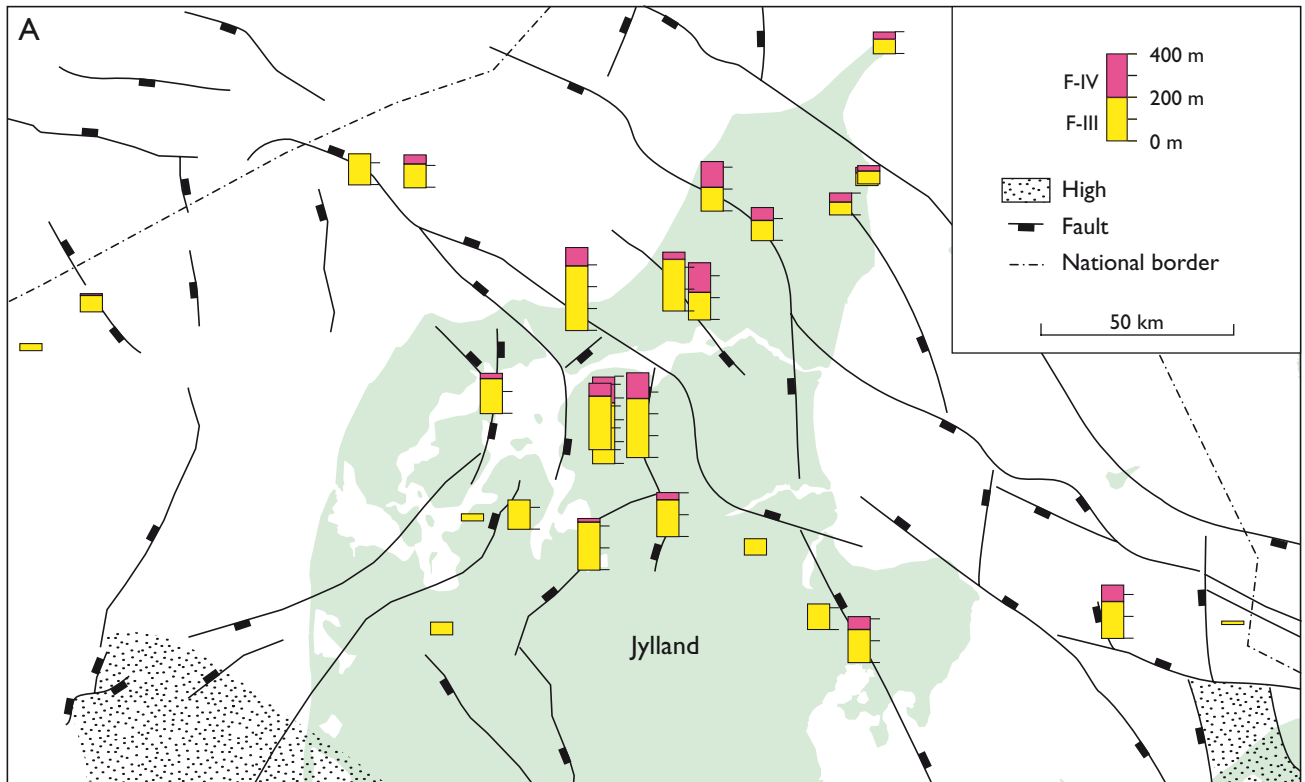 A
400 m
F-IV
200 m
F-III
0 m
High
Fault
National border
50 km
Jylland